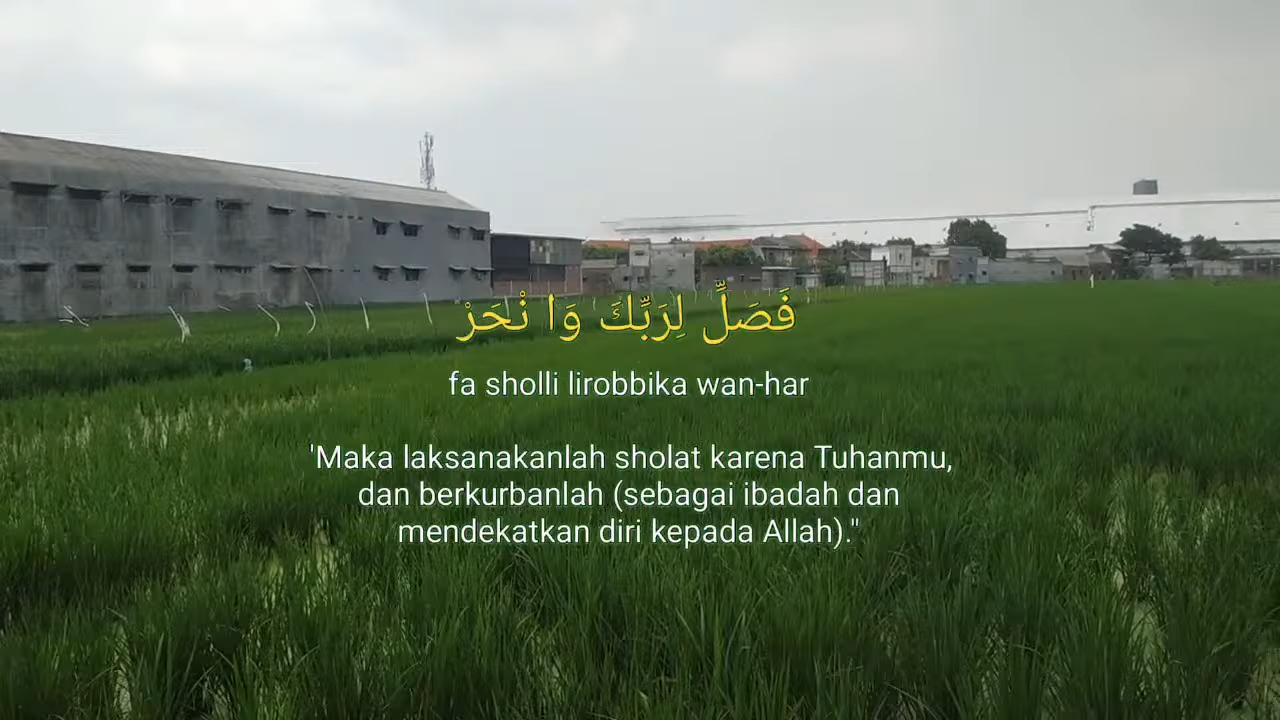 فَصَلِّ لِرَبِّكَ وَا نْحَرْ
fa sholli lirobbika wan-har
'Maka laksanakanlah sholat karena Tuhanmu,
dan berkurbanlah (sebagai ibadah dan
mendekatkan diri kepada Allah)."